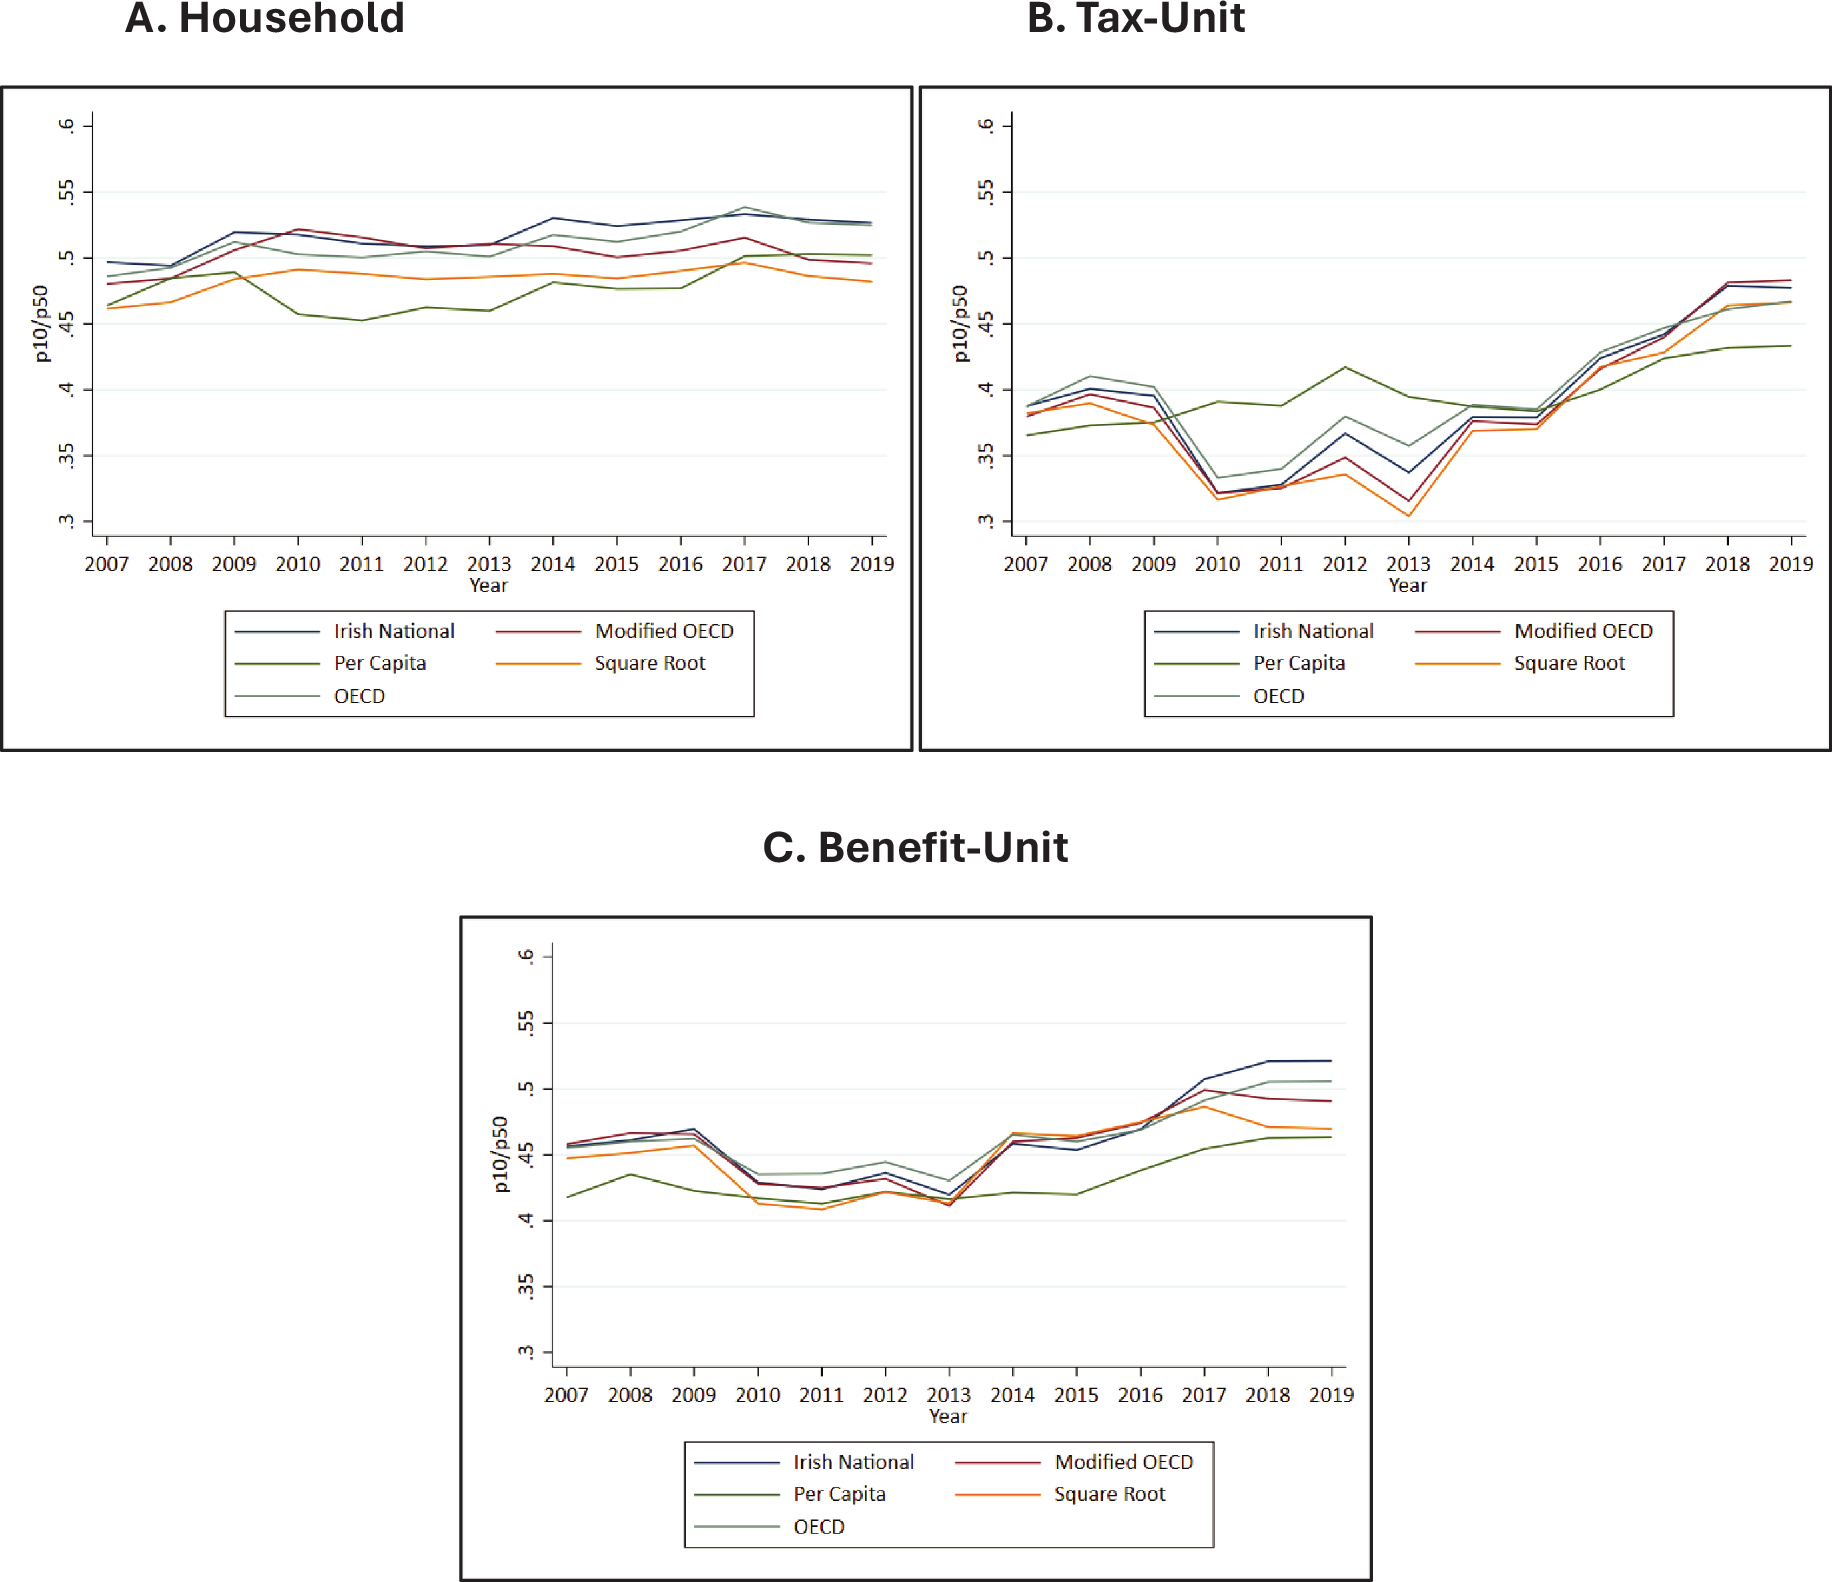 A. Household
.6
.55
.5
.45
.4
.35
.3
p10/p50
2007 2008 2009 2010 2011 2012 2013 2014 2015 2016 2017 2018 2019
Year
Irish National Modified OECD
Per Capita Square Root
OECD
B. Tax-Unit
.6
.55
.5
.45
.4
.35
.3
p10/p50
2007 2008 2009 2010 2011 2012 2013 2014 2015 2016 2017 2018 2019
Year
Irish National Modified OECD
Per Capita Square Root
OECD
C. Benefit-Unit
.6
.55
.5
.45
.4
.35
.3
p10/p50
2007 2008 2009 2010 2011 2012 2013 2014 2015 2016 2017 2018 2019
Year
Irish National Modified OECD
Per Capita Square Root
OECD